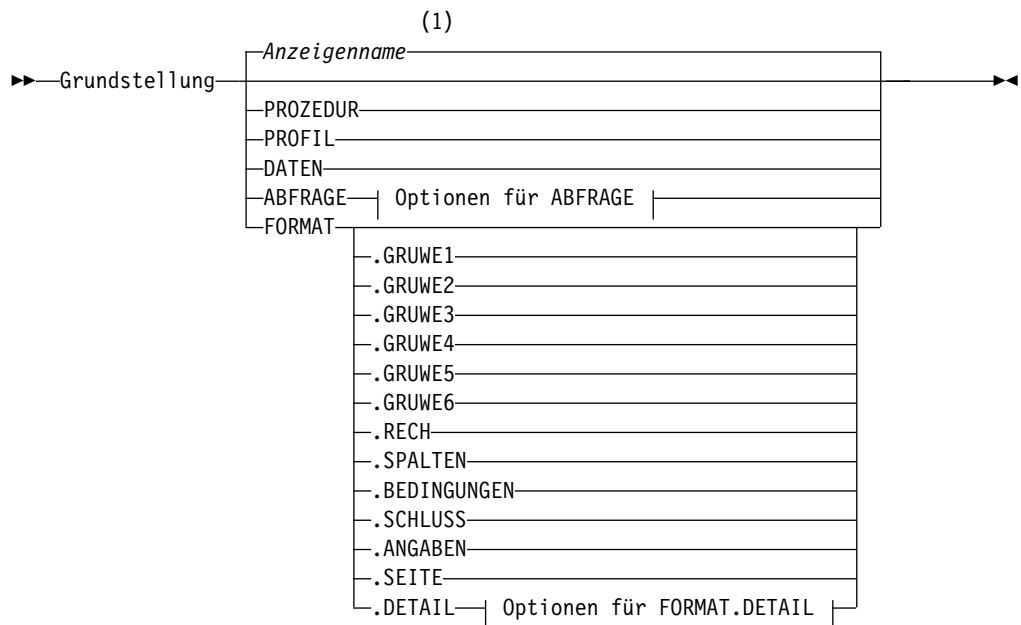 (1)
Anzeigenname
Grundstellung
PROZEDUR
PROFIL
DATEN
ABFRAGE Optionen für ABFRAGE
FORMAT
.GRUWE1
.GRUWE2
.GRUWE3
.GRUWE4
.GRUWE5
.GRUWE6
.RECH
.SPALTEN
.BEDINGUNGEN
.SCHLUSS
.ANGABEN
.SEITE
.DETAIL Optionen für FORMAT.DETAIL